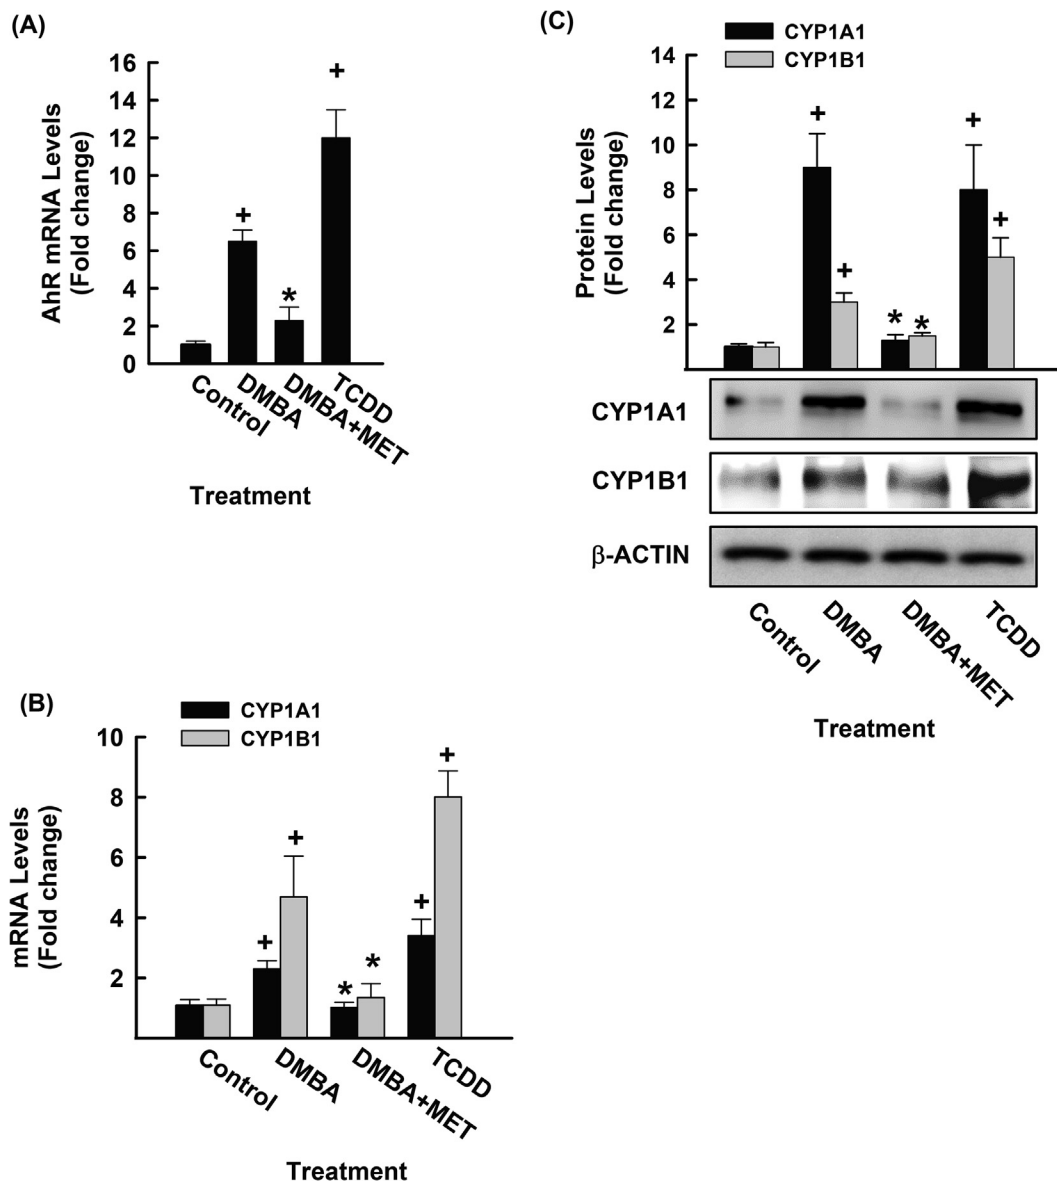 (A)
AhR mRNA Levels
(Fold change)
16
14
12
10
8
6
4
2
0
+
*
+
Control
DMBA
DMBA+MET
TCDD
Treatment
(B)
CYP1A1
CYP1B1
mRNA Levels
(Fold change)
10
8
6
4
2
+
+
*
*
+
+
Control
DMBA
DMBA+MET
TCDD
Treatment
(C)
CYP1A1
CYP1B1
Protein Levels
(Fold change)
14
12
10
8
6
4
2
+
+
*
*
+
+
CYP1A1
CYP1B1
β-ACTIN
Control
DMBA
DMBA+MET
TCDD
Treatment